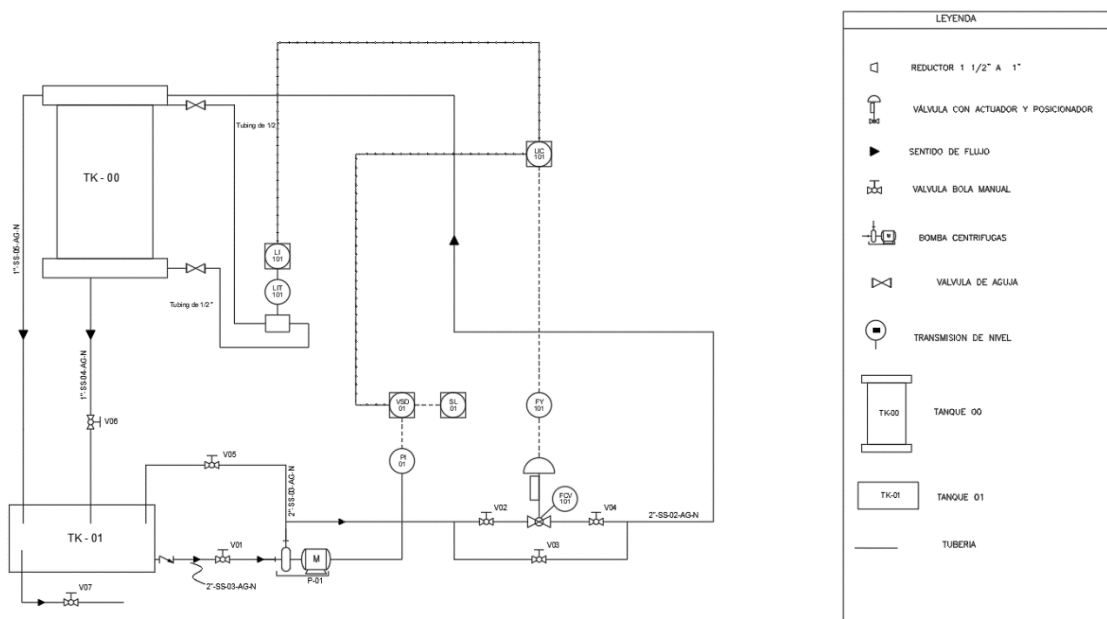 TK - 00
Tubing de 1/2"
Tubing de 1/2"
1"-SS-05-AG-N
1"-SS-04-AG-N
LI
101
LIT
101
LIC
101
VSD
01
SL
01
FY
101
PI
01
FCV
101
V06
V05
2"-SS-03-AG-N
V02
V04
2"-SS-02-AG-N
V03
TK - 01
V01
M
P-01
2"-SS-03-AG-N
V07
LEYENDA
REDUCTOR 1 1/2" A 1"
VÁLVULA CON ACTUADOR Y POSICIONADOR
SENTIDO DE FLUJO
VALVULA BOLA MANUAL
M
BOMBA CENTRIFUGAS
VALVULA DE AGUJA
TRANSMISION DE NIVEL
TK-00
TANQUE 00
TK-01
TANQUE 01
TUBERIA